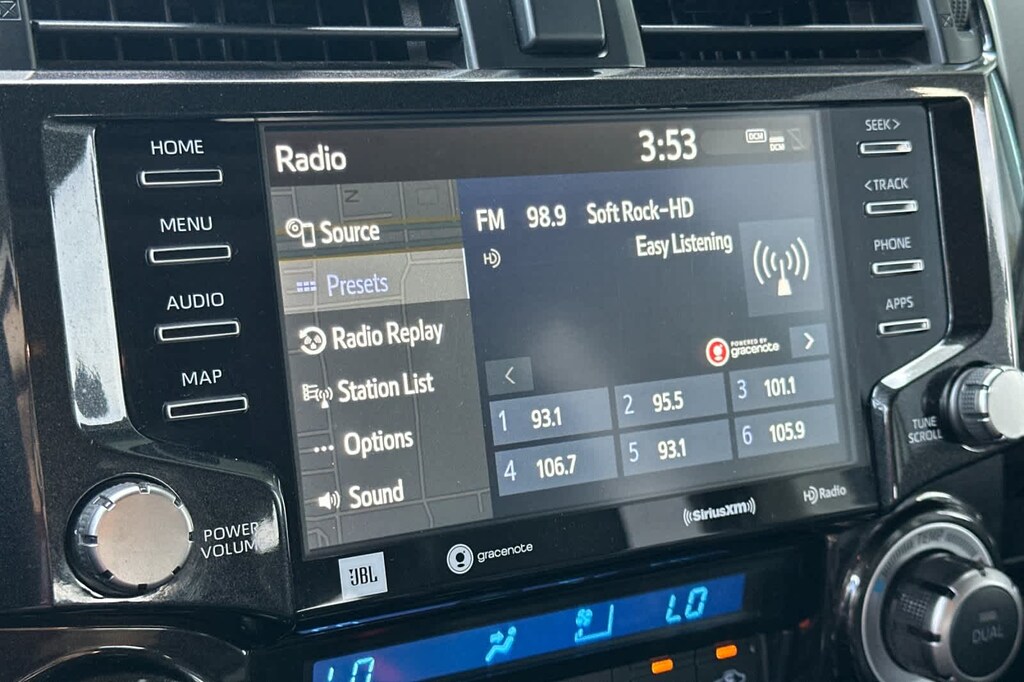 HOME
MENU
AUDIO
MAP
POWER
VOLUME
Radio
3:53
DCM
DCM
Source
Presets
Radio Replay
Station List
Options
Sound
FM 98.9 Soft Rock-HD
Easy Listening
HD
POWERED BY
gracenote
1 93.1
2 95.5
3 101.1
4 106.7
5 93.1
6 105.9
JBL
gracenote
SiriusXM
HD Radio
SEEK >
< TRACK
PHONE
APPS
TUNE
SCROLL
LO
LO
TEMP
DUAL